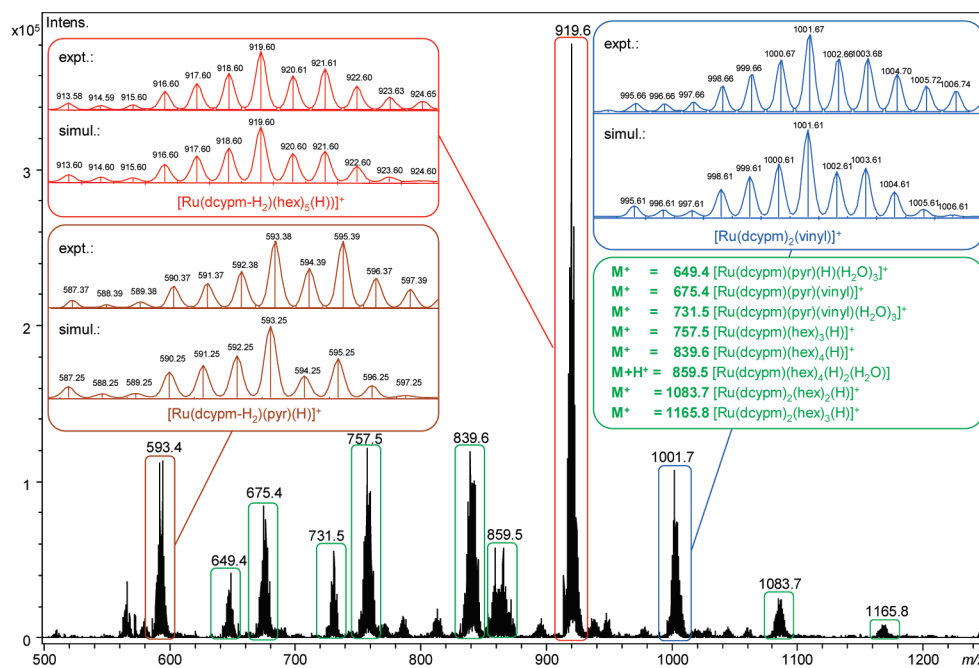 Intens.
x10⁵
919.6
expt.:
913.58 914.59 915.60 916.60 917.60 918.60 919.60 920.61 921.61 922.60 923.63 924.65
simul.:
913.60 914.60 915.60 916.60 917.60 918.60 919.60 920.60 921.60 922.60 923.60 924.60
[Ru(dcypm-H₂)(hex)₅(H))]⁺
expt.:
995.66 996.66 997.66 998.66 999.66 1000.67 1001.67 1002.66 1003.68 1004.70 1005.72 1006.74
simul.:
995.61 996.61 997.61 998.61 999.61 1000.61 1001.61 1002.61 1003.61 1004.61 1005.61 1006.61
[Ru(dcypm)₂(vinyl)]⁺
expt.:
587.37 588.39 589.38 590.37 591.37 592.38 593.38 594.39 595.39 596.37 597.39
simul.:
587.25 588.25 589.25 590.25 591.25 592.25 593.25 594.25 595.25 596.25 597.25
[Ru(dcypm-H₂)(pyr)(H)]⁺
M⁺ = 649.4 [Ru(dcypm)(pyr)(H)(H₂O)₃]⁺
M⁺ = 675.4 [Ru(dcypm)(pyr)(vinyl)]⁺
M⁺ = 731.5 [Ru(dcypm)(pyr)(vinyl)(H₂O)₃]⁺
M⁺ = 757.5 [Ru(dcypm)(hex)₃(H)]⁺
M⁺ = 839.6 [Ru(dcypm)(hex)₄(H)]⁺
M+H⁺ = 859.5 [Ru(dcypm)(hex)₄(H)₂(H₂O)]
M⁺ = 1083.7 [Ru(dcypm)₂(hex)₂(H)]⁺
M⁺ = 1165.8 [Ru(dcypm)₂(hex)₃(H)]⁺
3
2
1
0
593.4
649.4
675.4
731.5
757.5
839.6
859.5
1001.7
1083.7
1165.8
500 600 700 800 900 1000 1100 1200